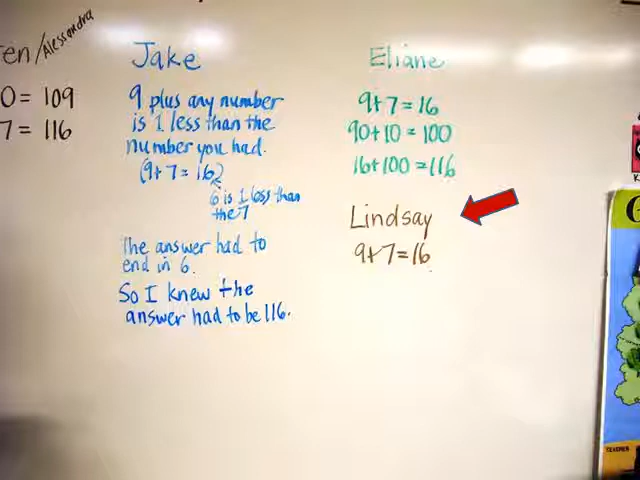 en/Alessandra
0 = 109
7 = 116
Jake
9 plus any number
is 1 less than the
number you had.
(9+7=16)
6 is 1 less than
the 7
The answer had to
end in 6.
So I knew the
answer had to be 116.
Eliane
9+7=16
90+10=100
16+100=116
Lindsay
9+7=16
G
TEACHER